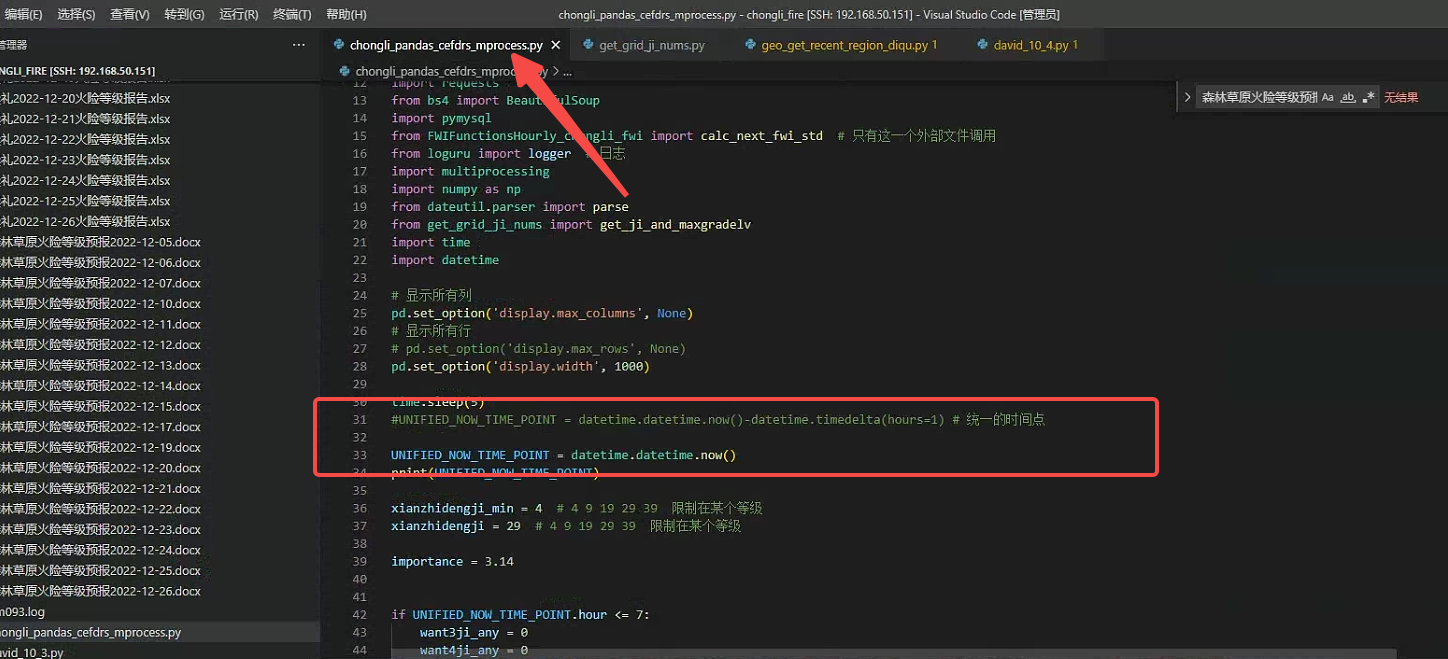 编辑(E) 选择(S) 查看(V) 转到(G) 运行(R) 终端(T) 帮助(H) chongli_pandas_cefdrs_mprocess.py - chongli_fire [SSH: 192.168.50.151] - Visual Studio Code [管理员]
管理器 ··· chongli_pandas_cefdrs_mprocess.py × get_grid_ji_nums.py geo_get_recent_region_diqu.py 1 david_10_4.py 1
NGLI_FIRE [SSH: 192.168.50.151]
礼2022-12-20火险等级报告.xlsx
礼2022-12-21火险等级报告.xlsx
礼2022-12-22火险等级报告.xlsx
礼2022-12-23火险等级报告.xlsx
礼2022-12-24火险等级报告.xlsx
礼2022-12-25火险等级报告.xlsx
礼2022-12-26火险等级报告.xlsx
林草原火险等级预报2022-12-05.docx
林草原火险等级预报2022-12-06.docx
林草原火险等级预报2022-12-07.docx
林草原火险等级预报2022-12-10.docx
林草原火险等级预报2022-12-11.docx
林草原火险等级预报2022-12-12.docx
林草原火险等级预报2022-12-13.docx
林草原火险等级预报2022-12-14.docx
林草原火险等级预报2022-12-15.docx
林草原火险等级预报2022-12-17.docx
林草原火险等级预报2022-12-19.docx
林草原火险等级预报2022-12-20.docx
林草原火险等级预报2022-12-21.docx
林草原火险等级预报2022-12-22.docx
林草原火险等级预报2022-12-23.docx
林草原火险等级预报2022-12-24.docx
林草原火险等级预报2022-12-25.docx
林草原火险等级预报2022-12-26.docx
m093.log
ongli_pandas_cefdrs_mprocess.py
avid_10_3.py
chongli_pandas_cefdrs_mpro py > ...
森林草原火险等级预报 Aa ab .* 无结果
12 import requests
13 from bs4 import BeautifulSoup
14 import pymysql
15 from FWIFunctionsHourly_chongli_fwi import calc_next_fwi_std # 只有这一个外部文件调用
16 from loguru import logger # 日志
17 import multiprocessing
18 import numpy as np
19 from dateutil.parser import parse
20 from get_grid_ji_nums import get_ji_and_maxgradelv
21 import time
22 import datetime
23
24 # 显示所有列
25 pd.set_option('display.max_columns', None)
26 # 显示所有行
27 # pd.set_option('display.max_rows', None)
28 pd.set_option('display.width', 1000)
29
30 time.sleep(5)
31 #UNIFIED_NOW_TIME_POINT = datetime.datetime.now()-datetime.timedelta(hours=1) # 统一的时间点
32
33 UNIFIED_NOW_TIME_POINT = datetime.datetime.now()
34 print(UNIFIED_NOW_TIME_POINT)
35
36 xianzhidengji_min = 4 # 4 9 19 29 39 限制在某个等级
37 xianzhidengji = 29 # 4 9 19 29 39 限制在某个等级
38
39 importance = 3.14
40
41
42 if UNIFIED_NOW_TIME_POINT.hour <= 7:
43 want3ji_any = 0
44 want4ji_any = 0